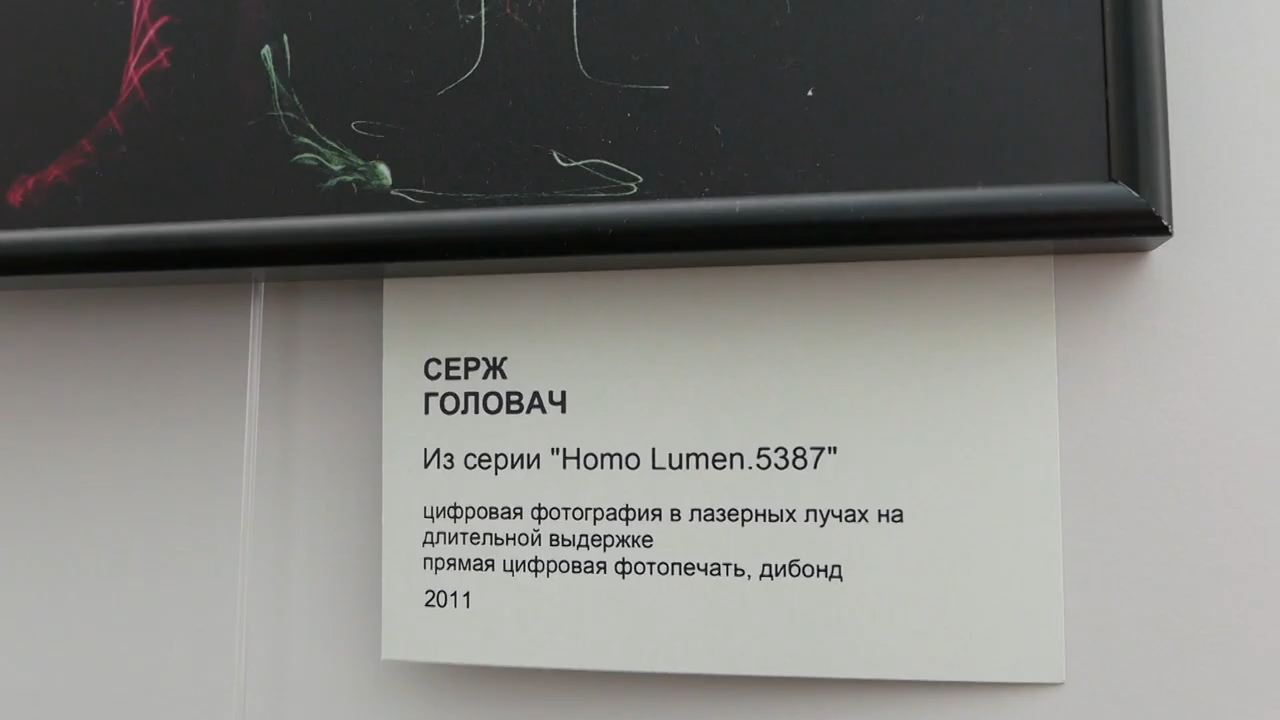 СЕРЖ
ГОЛОВАЧ
Из серии "Homo Lumen.5387"
цифровая фотография в лазерных лучах на
длительной выдержке
прямая цифровая фотопечать, дибонд
2011